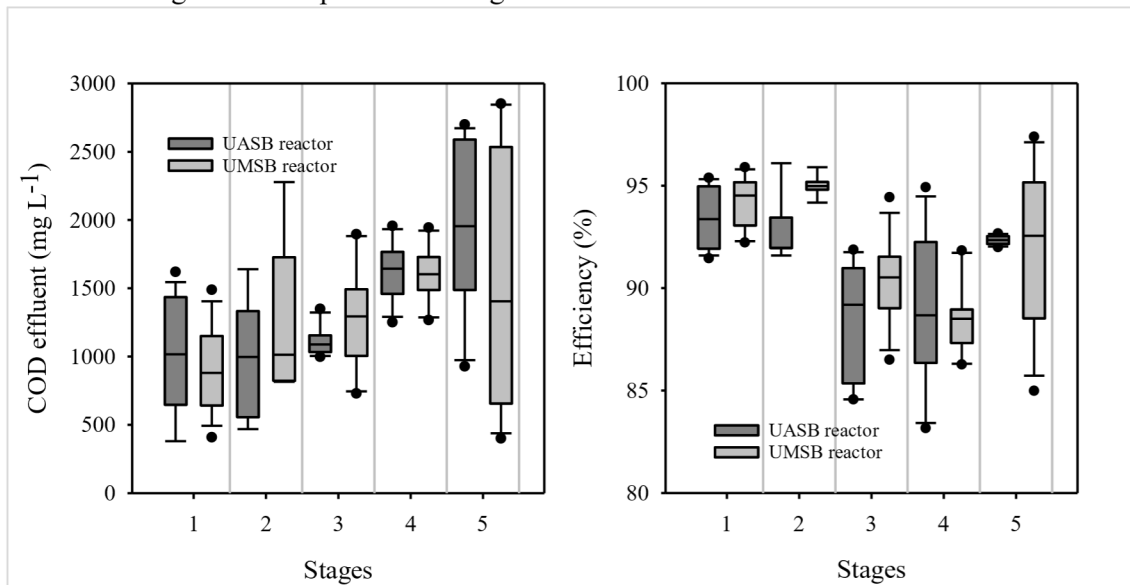 3000
2500
2000
1500
1000
500
0
COD effluent (mg L-1)
UASB reactor
UMSB reactor
1 2 3 4 5
Stages
100
95
90
85
80
Efficiency (%)
UASB reactor
UMSB reactor
1 2 3 4 5
Stages